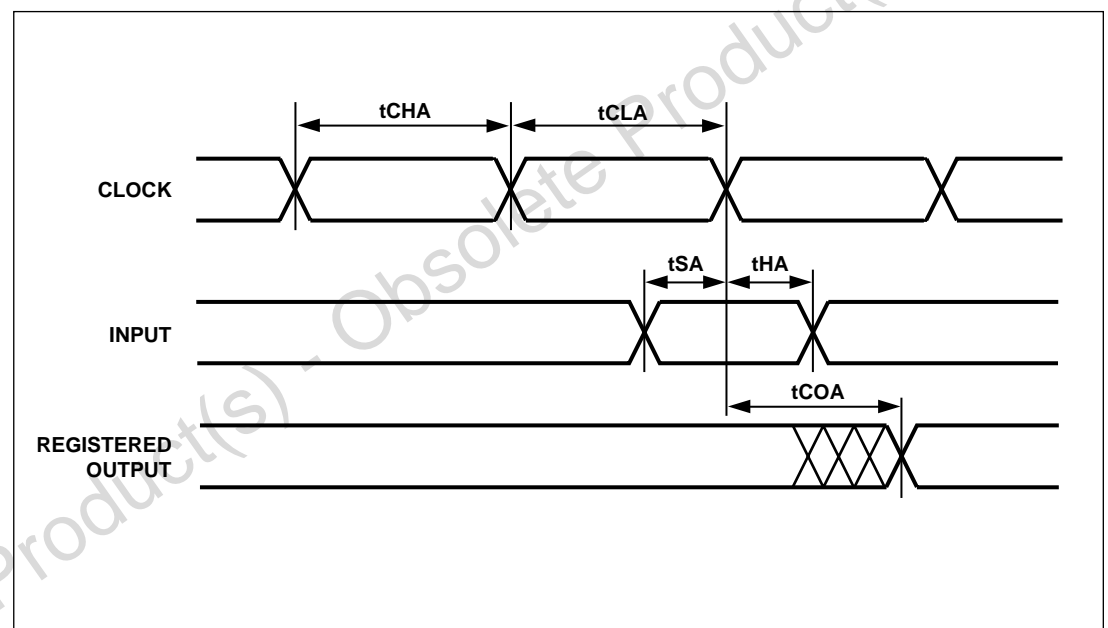 tCHA tCLA
CLOCK
tSA tHA
INPUT
tCOA
REGISTERED
OUTPUT
Product(s) - Obsolete Product(